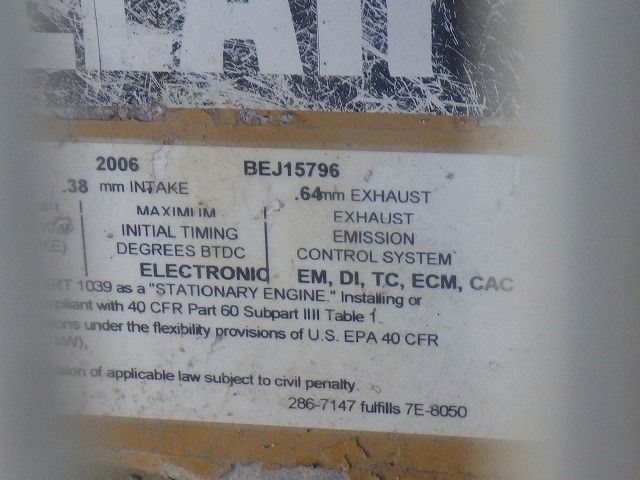 2006 BEJ15796
.38 mm INTAKE .64mm EXHAUST
MAXIMUM EXHAUST
INITIAL TIMING EMISSION
DEGREES BTDC CONTROL SYSTEM
ELECTRONIC EM, DI, TC, ECM, CAC
1039 as a "STATIONARY ENGINE." Installing or
with 40 CFR Part 60 Subpart IIII Table 1.
under the flexibility provisions of U.S. EPA 40 CFR
of applicable law subject to civil penalty.
286-7147 fulfills 7E-8050